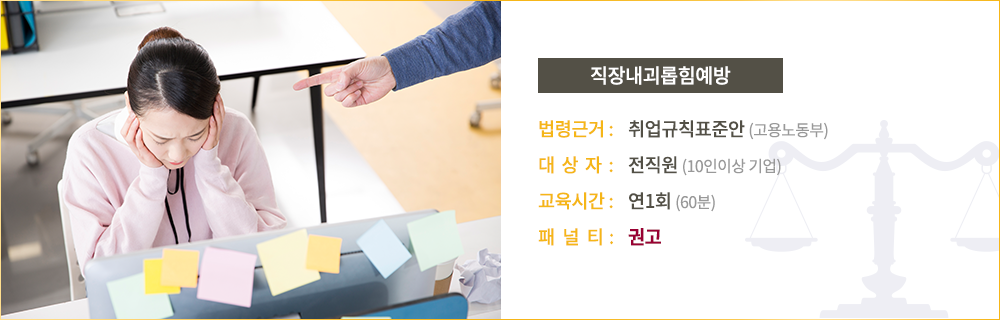 직장내괴롭힘예방
법령근거 : 취업규칙표준안 (고용노동부)
대 상 자 : 전직원 (10인이상 기업)
교육시간 : 연1회 (60분)
패 널 티 : 권고